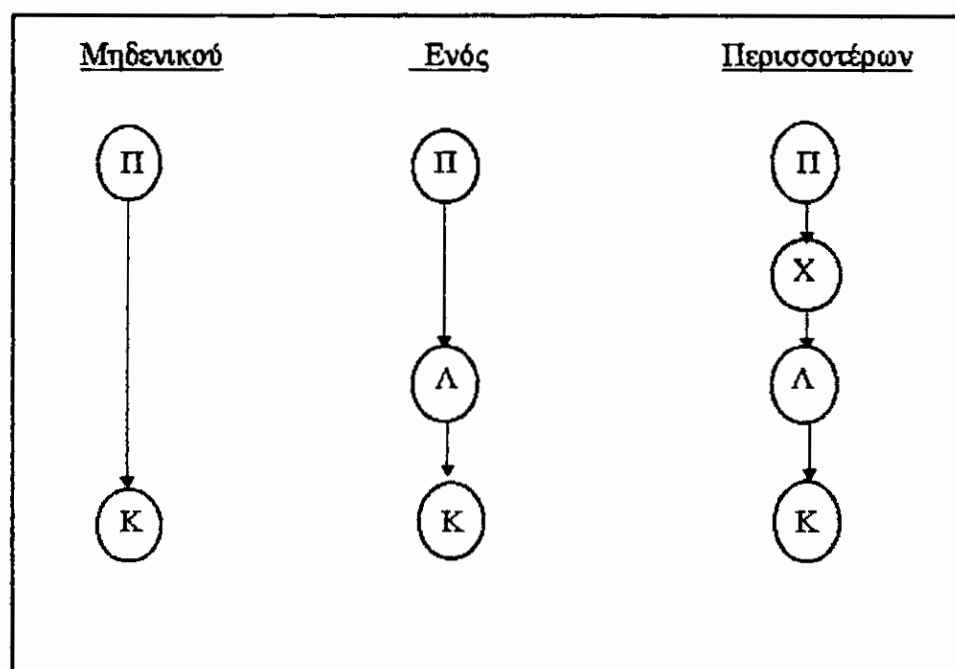 Μηδενικού Ενός Περισσοτέρων
Π Π Π
Χ
Λ Λ
Κ Κ Κ